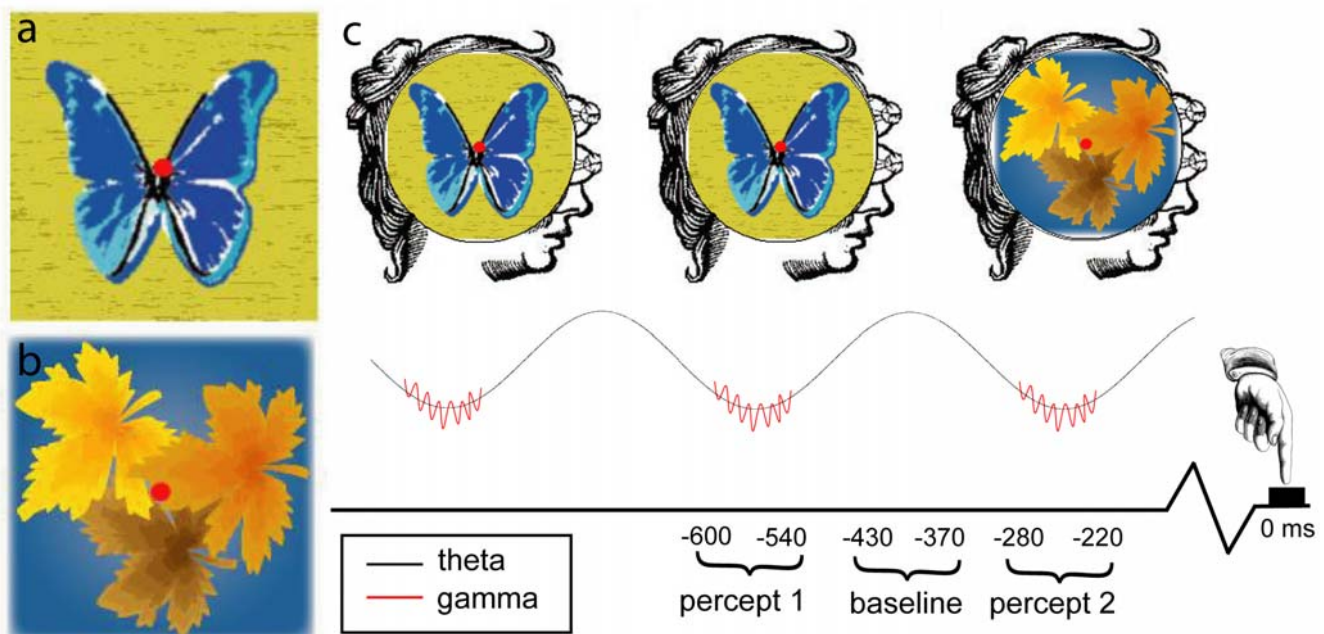 a
c
b
theta
gamma
-600 -540 -430 -370 -280 -220
0 ms
percept 1 baseline percept 2